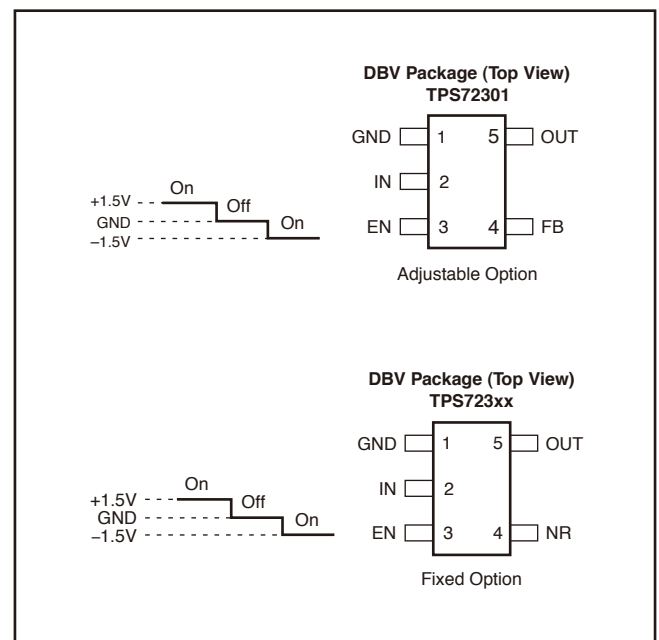 DBV Package (Top View)
TPS72301
GND 1 5 OUT
IN 2
EN 3 4 FB
Adjustable Option
On
+1.5V
Off
GND
On
–1.5V
DBV Package (Top View)
TPS723xx
GND 1 5 OUT
IN 2
EN 3 4 NR
Fixed Option
On
+1.5V
Off
GND
On
–1.5V